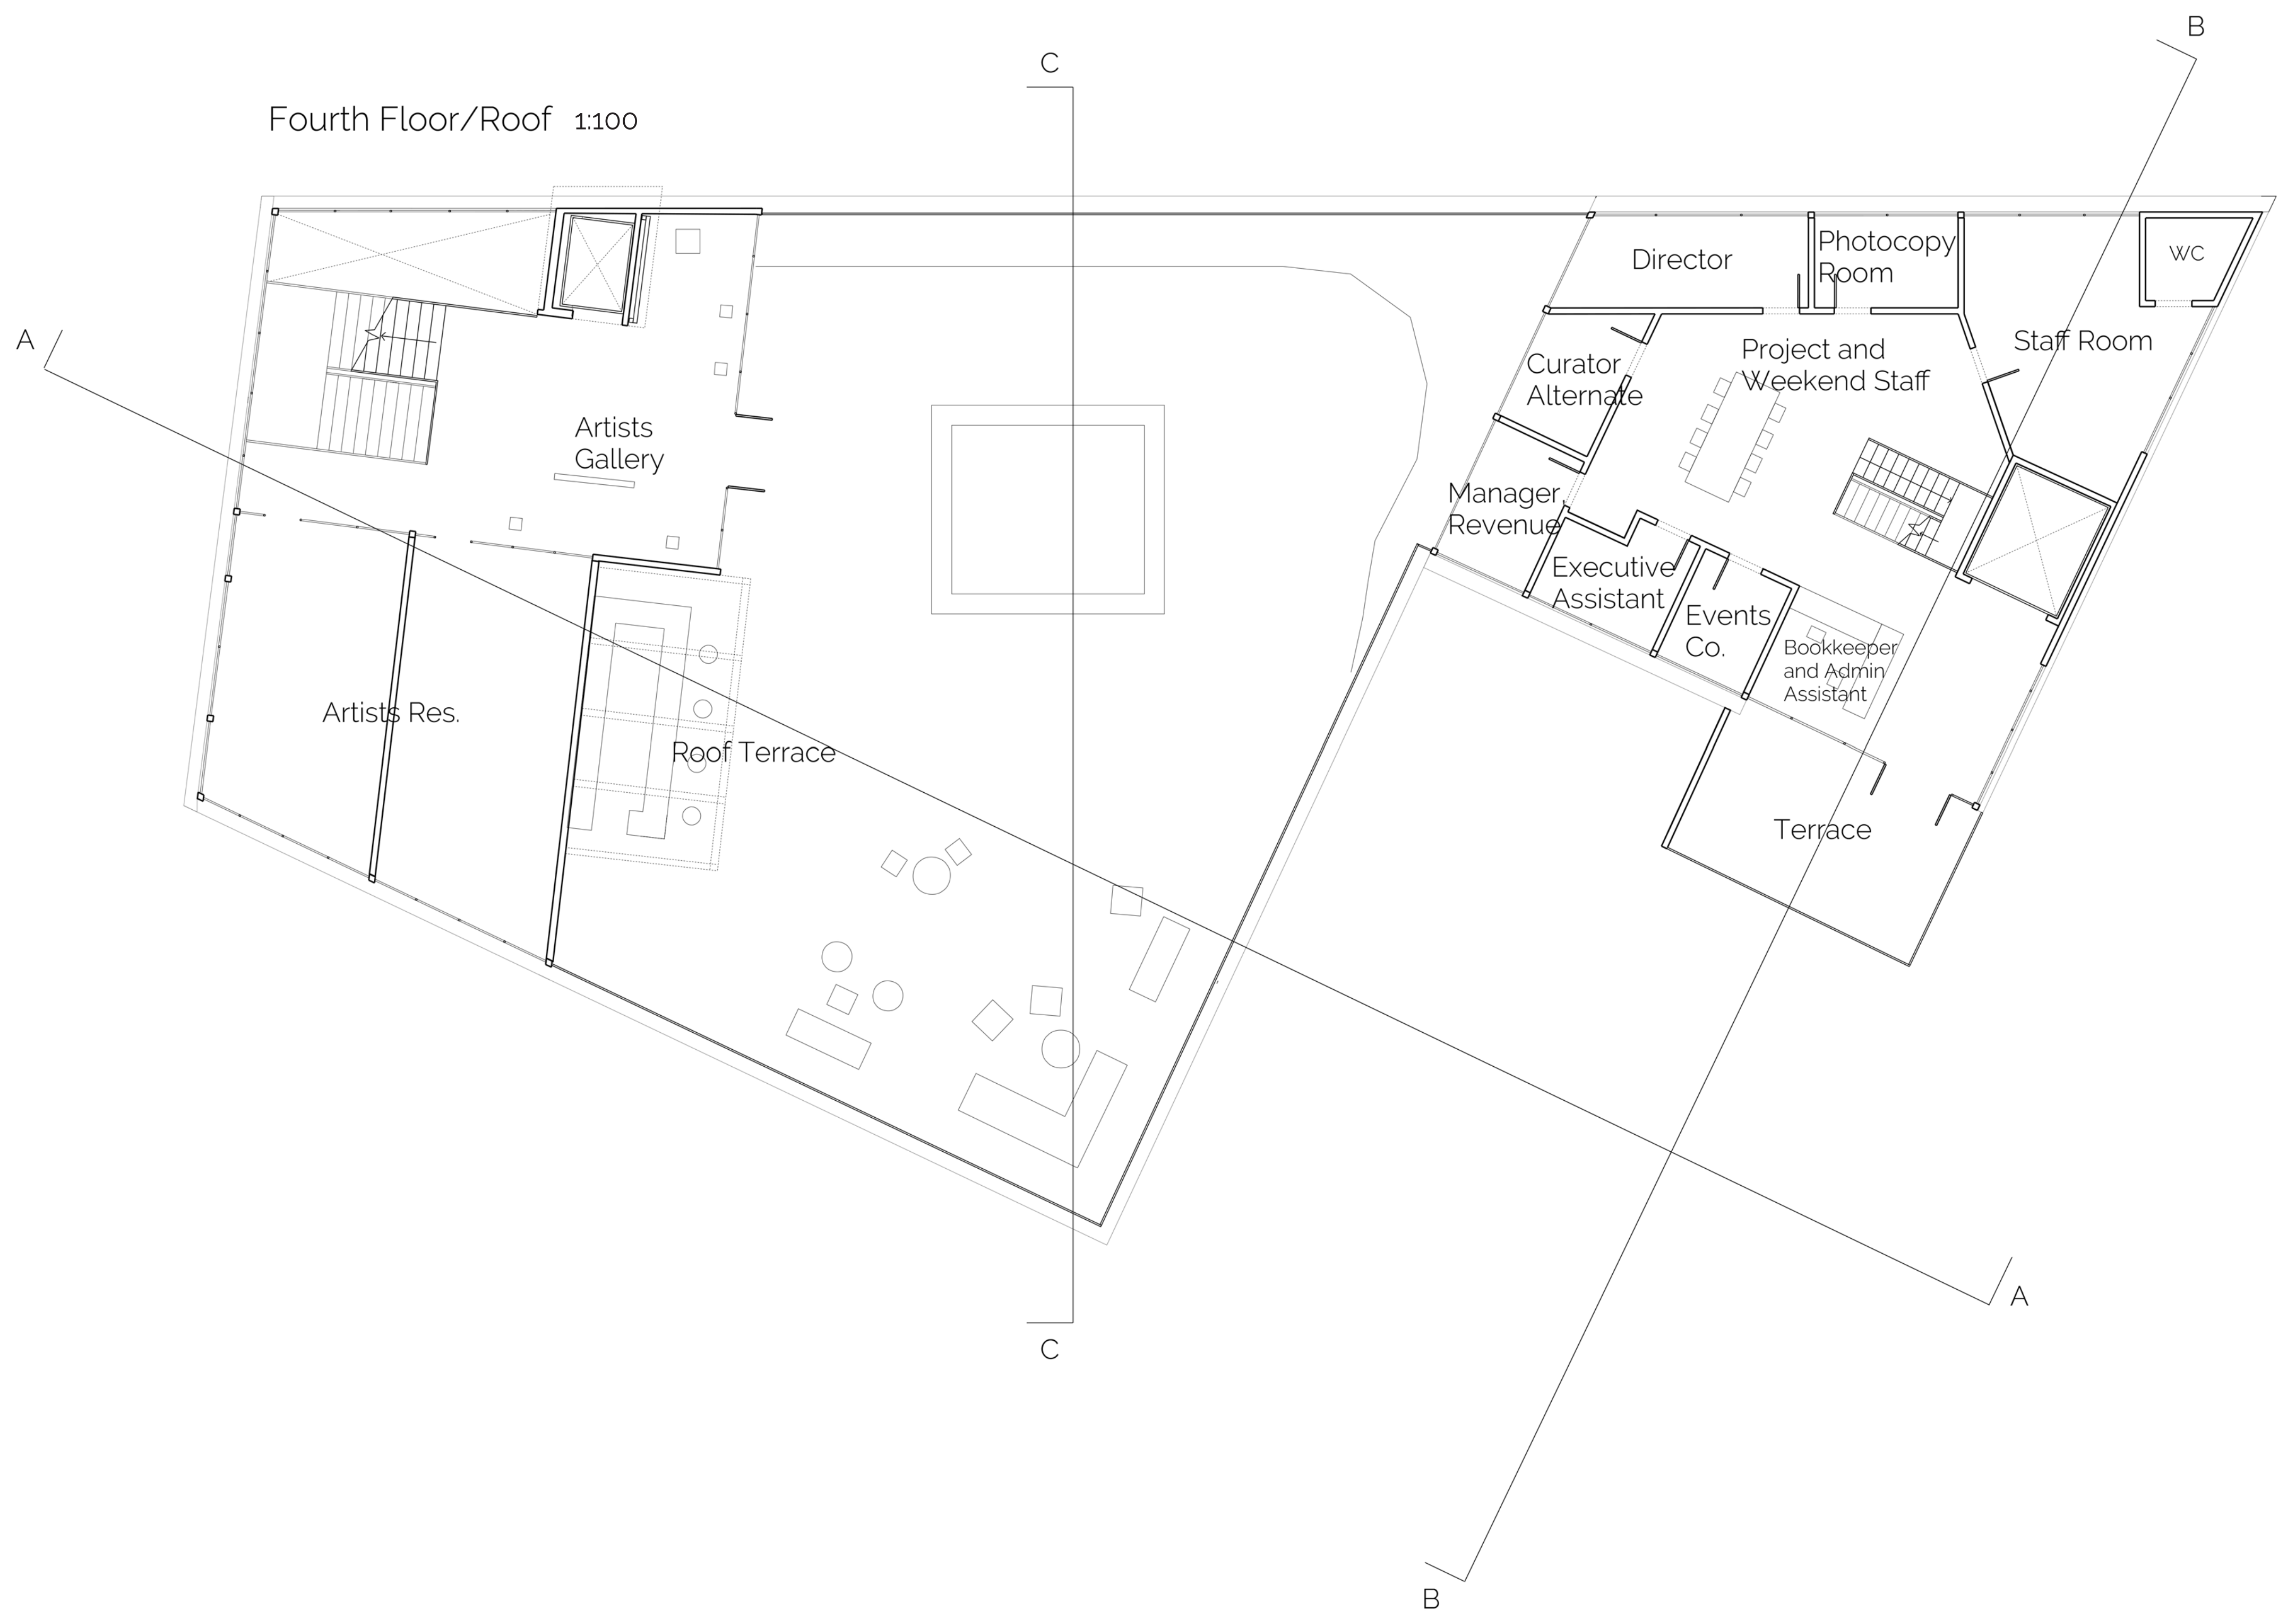 B
C
Fourth Floor/Roof 1:100
A
Director
Photocopy
Room
WC
Staff Room
Project and
Weekend Staff
Curator
Alternate
Artists
Gallery
Manager,
Revenue
Executive
Assistant
Events
Co.
Bookkeeper
and Admin
Assistant
Artists Res.
Roof Terrace
Terrace
A
C
B